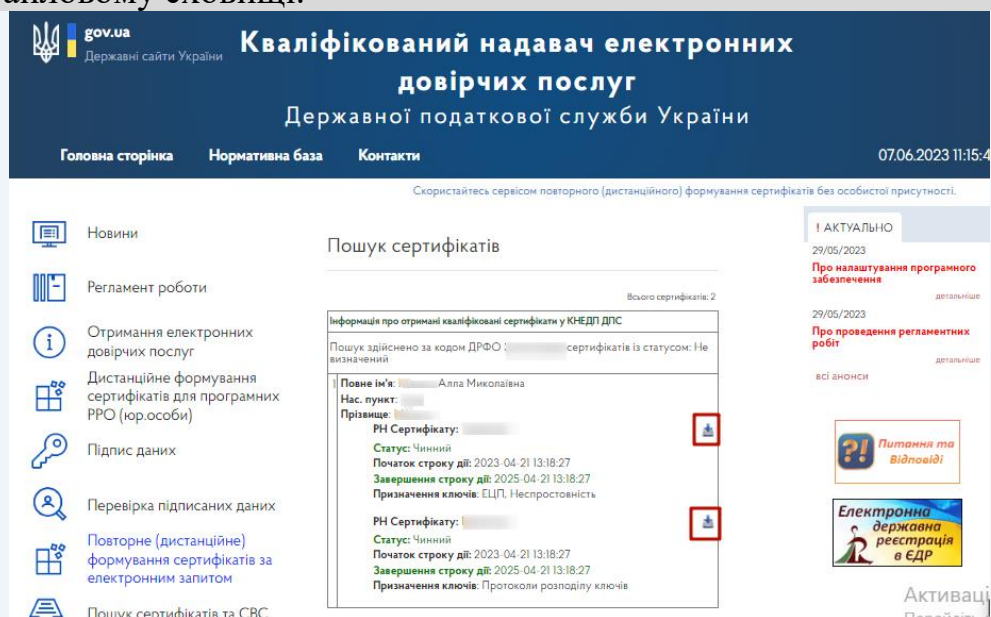 файловому сховищі.
gov.ua
Державні сайти України
Кваліфікований надавач електронних
довірчих послуг
Державної податкової служби України
Головна сторінка Нормативна база Контакти 07.06.2023 11:15:4
Скористайтесь сервісом повторного (дистанційного) формування сертифікатів без особистої присутності.
Новини
Регламент роботи
Отримання електронних
довірчих послуг
Дистанційне формування
сертифікатів для програмних
РРО (юр.особи)
Підпис даних
Перевірка підписаних даних
Повторне (дистанційне)
формування сертифікатів за
електронним запитом
Пошук сертифікатів та СВС
Пошук сертифікатів
Всього сертифікатів: 2
Інформація про отримані кваліфіковані сертифікати у КНЕДП ДПС
Пошук здійснено за кодом ДРФО сертифікатів із статусом: Не
визначений
1 Повне ім'я: Алла Миколаївна
Нас. пункт:
Прізвище:
РН Сертифікату:
Статус: Чинний
Початок строку дії: 2023-04-21 13:18:27
Завершення строку дії: 2025-04-21 13:18:27
Призначення ключів: ЕЦП, Неспростовність
РН Сертифікату:
Статус: Чинний
Початок строку дії: 2023-04-21 13:18:27
Завершення строку дії: 2025-04-21 13:18:27
Призначення ключів: Протоколи розподілу ключів
! АКТУАЛЬНО
29/05/2023
Про налаштування програмного
забезпечення
детальніше
29/05/2023
Про проведення регламентних
робіт
детальніше
всі анонси
?! Питання та
Відповіді
Електронна
державна
реєстрація
в ЄДР
Активаці